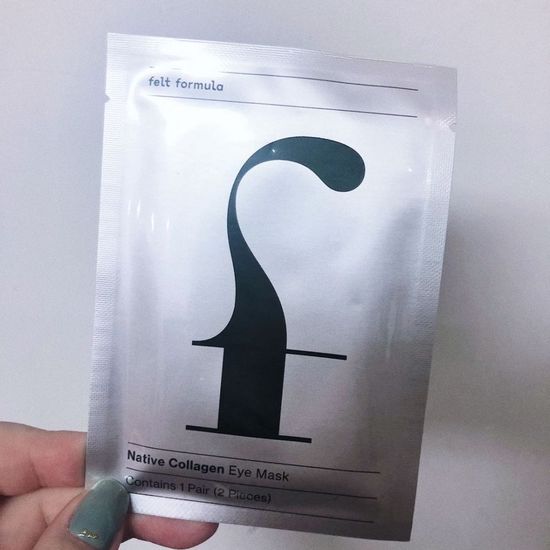 felt formula
f
Native Collagen Eye Mask
Contains 1 Pair (2 Pieces)